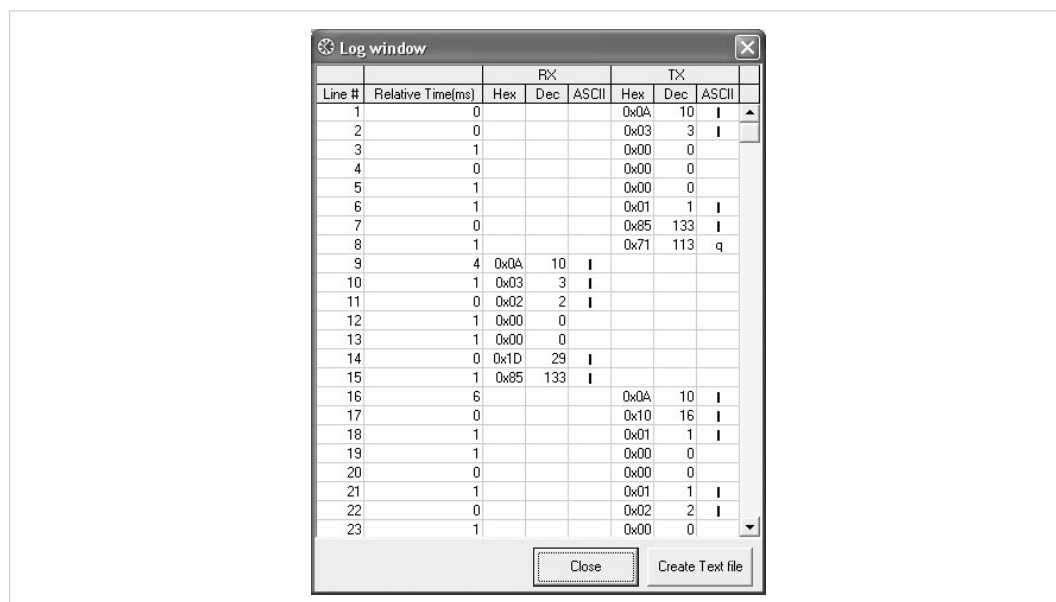 Log window
RX TX
Line # Relative Time(ms) Hex Dec ASCII Hex Dec ASCII
1 0 0x0A 10 I
2 0 0x03 3 I
3 1 0x00 0
4 0 0x00 0
5 1 0x00 0
6 1 0x01 1 I
7 0 0x85 133 I
8 1 0x71 113 q
9 4 0x0A 10 I
10 1 0x03 3 I
11 0 0x02 2 I
12 1 0x00 0
13 1 0x00 0
14 0 0x1D 29 I
15 1 0x85 133 I
16 6 0x0A 10 I
17 0 0x10 16 I
18 1 0x01 1 I
19 1 0x00 0
20 0 0x00 0
21 1 0x01 1 I
22 0 0x02 2 I
23 1 0x00 0
Close Create Text file